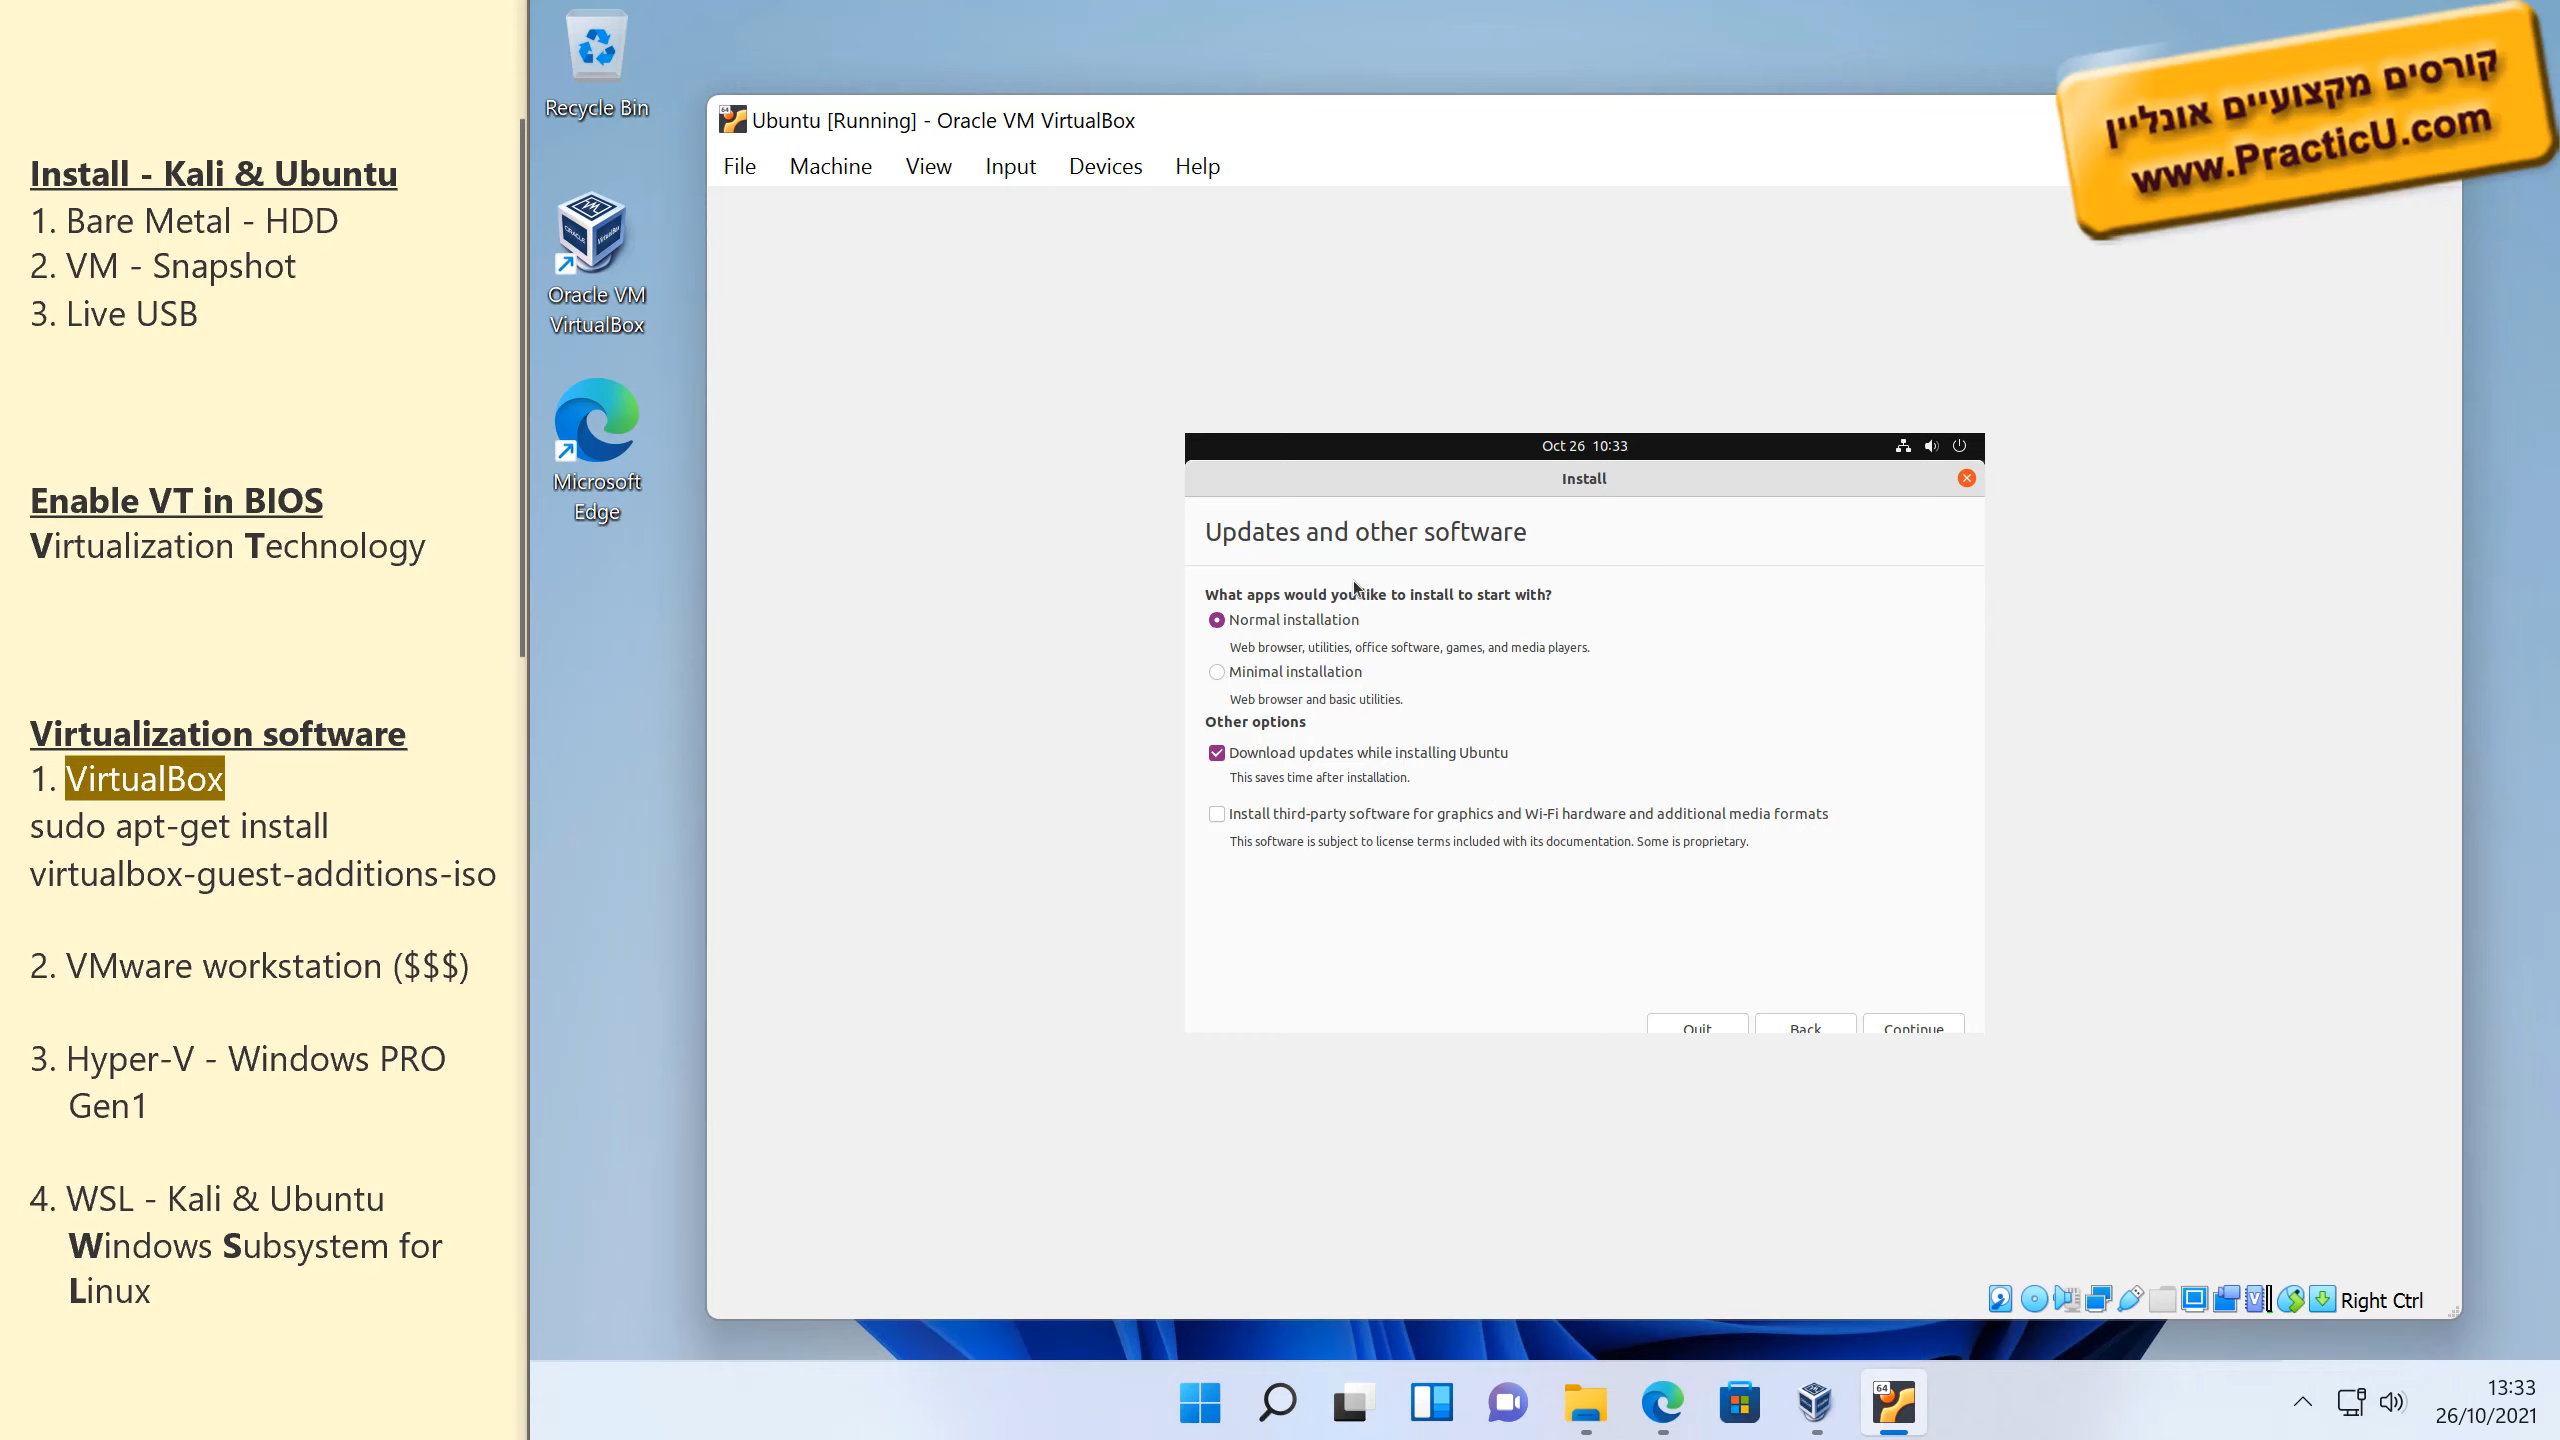 Install - Kali & Ubuntu
1. Bare Metal - HDD
2. VM - Snapshot
3. Live USB
Enable VT in BIOS
Virtualization Technology
Virtualization software
1. VirtualBox
sudo apt-get install
virtualbox-guest-additions-iso
2. VMware workstation ($$$)
3. Hyper-V - Windows PRO
Gen1
4. WSL - Kali & Ubuntu
Windows Subsystem for
Linux
Recycle Bin
Oracle VM
VirtualBox
Microsoft
Edge
קורסים מקצועיים אונליין
www.PracticU.com
64
Ubuntu [Running] - Oracle VM VirtualBox
File Machine View Input Devices Help
Oct 26 10:33
Install
Updates and other software
What apps would you like to install to start with?
Normal installation
Web browser, utilities, office software, games, and media players.
Minimal installation
Web browser and basic utilities.
Other options
Download updates while installing Ubuntu
This saves time after installation.
Install third-party software for graphics and Wi-Fi hardware and additional media formats
This software is subject to license terms included with its documentation. Some is proprietary.
Quit Back Continue
Right Ctrl
64
13:33
26/10/2021